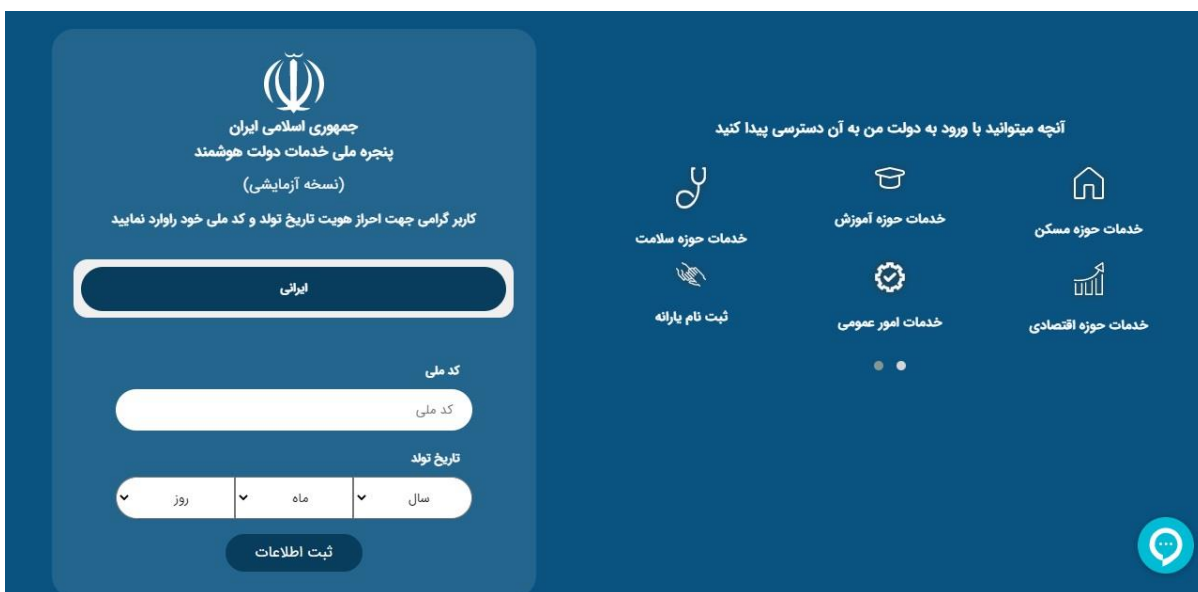 جمهوری اسلامی ایران
پنجره ملی خدمات دولت هوشمند
(نسخه آزمایشی)
کاربر گرامی جهت احراز هویت تاریخ تولد و کد ملی خود راوارد نمایید
ایرانی
کد ملی
کد ملی
تاریخ تولد
سال ماه روز
ثبت اطلاعات
آنچه میتوانید با ورود به دولت من به آن دسترسی پیدا کنید
خدمات حوزه مسکن
خدمات حوزه آموزش
خدمات حوزه سلامت
خدمات حوزه اقتصادی
خدمات امور عمومی
ثبت نام یارانه